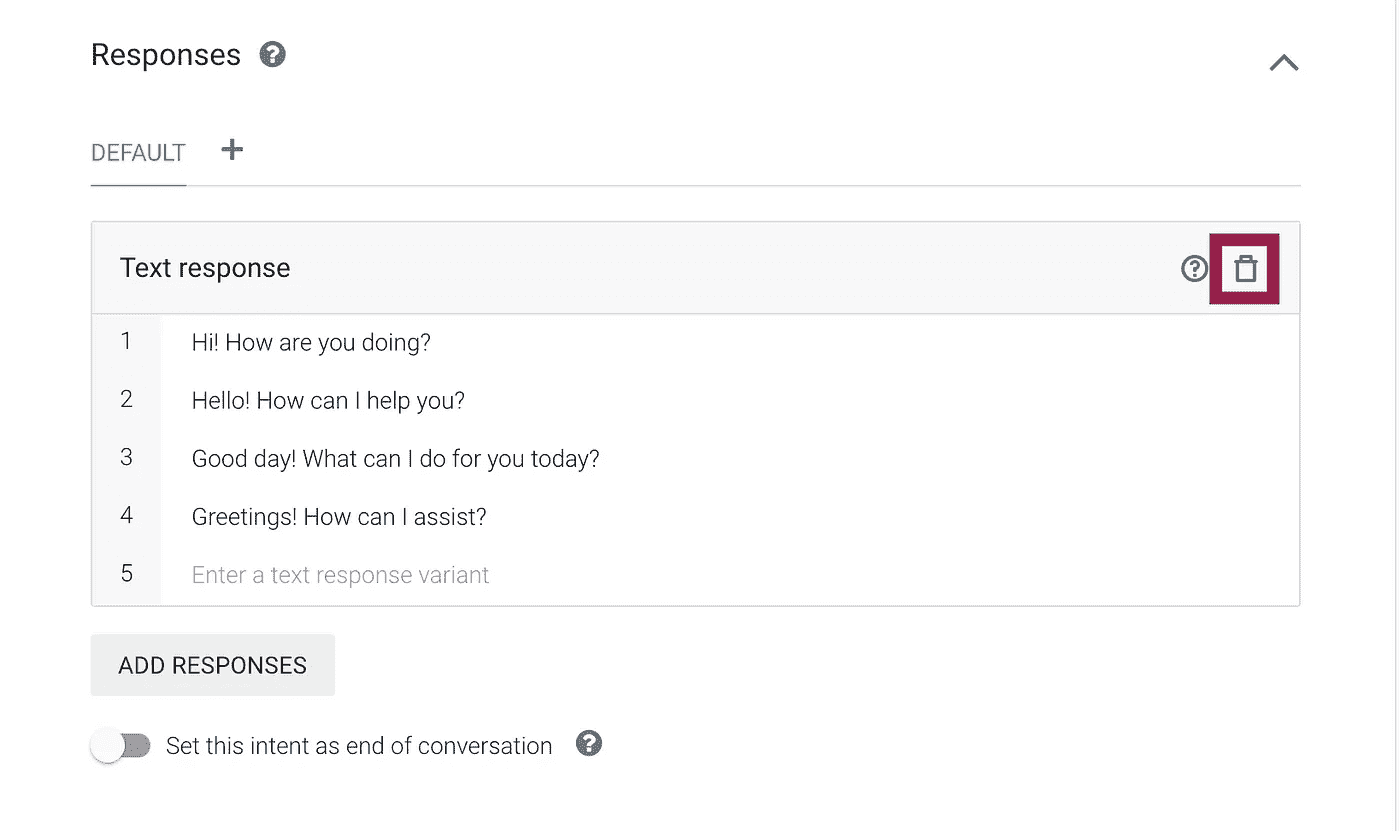 Responses
DEFAULT
Text response
1 Hi! How are you doing?
2 Hello! How can I help you?
3 Good day! What can I do for you today?
4 Greetings! How can I assist?
5 Enter a text response variant
ADD RESPONSES
Set this intent as end of conversation